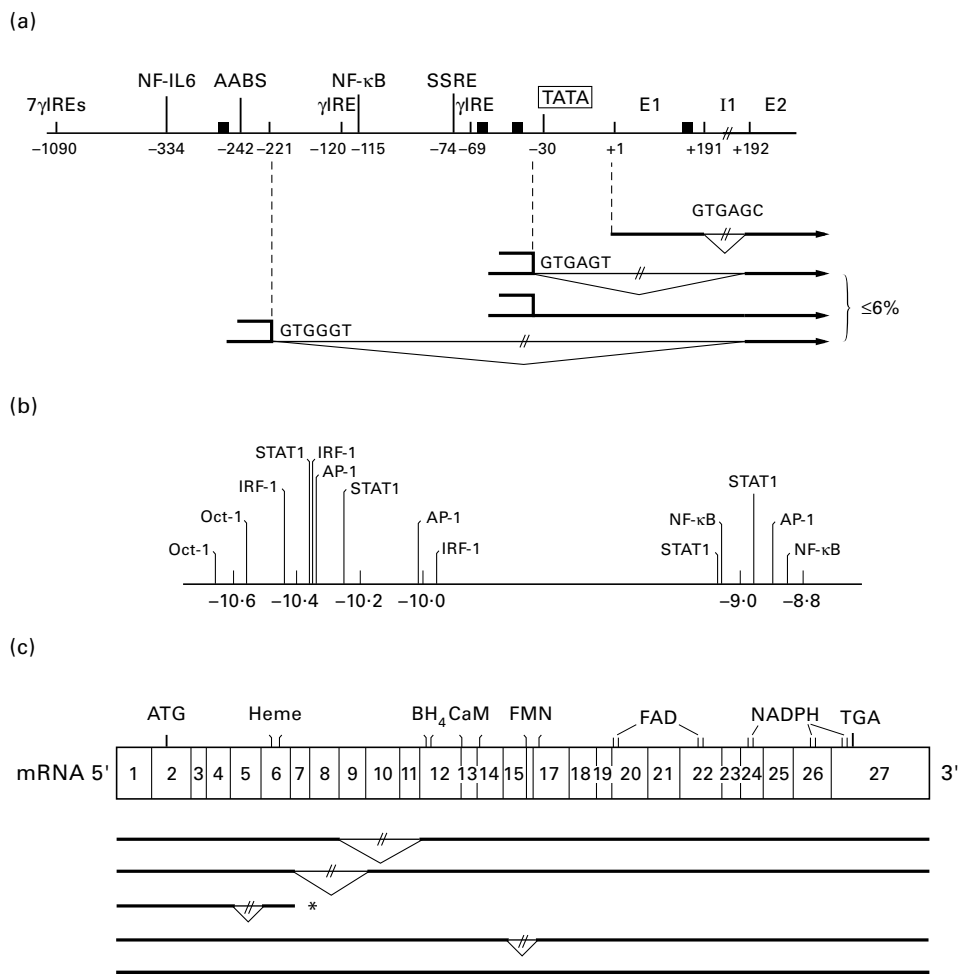 (a)
NF-IL6 AABS NF-κB SSRE
7γIREs γIRE γIRE TATA E1 I1 E2
−1090 −334 −242 −221 −120 −115 −74 −69 −30 +1 +191 +192
GTGAGC
GTGAGT
≤6%
GTGGGT
(b)
STAT1 IRF-1
AP-1
IRF-1 STAT1
STAT1
Oct-1 AP-1 NF-κB AP-1
Oct-1 IRF-1 STAT1 NF-κB
−10·6 −10·4 −10·2 −10·0 −9·0 −8·8
(c)
ATG Heme BH4 CaM FMN FAD NADPH TGA
mRNA 5' 1 2 3 4 5 6 7 8 9 10 11 12 13 14 15 17 18 19 20 21 22 23 24 25 26 27 3'
*